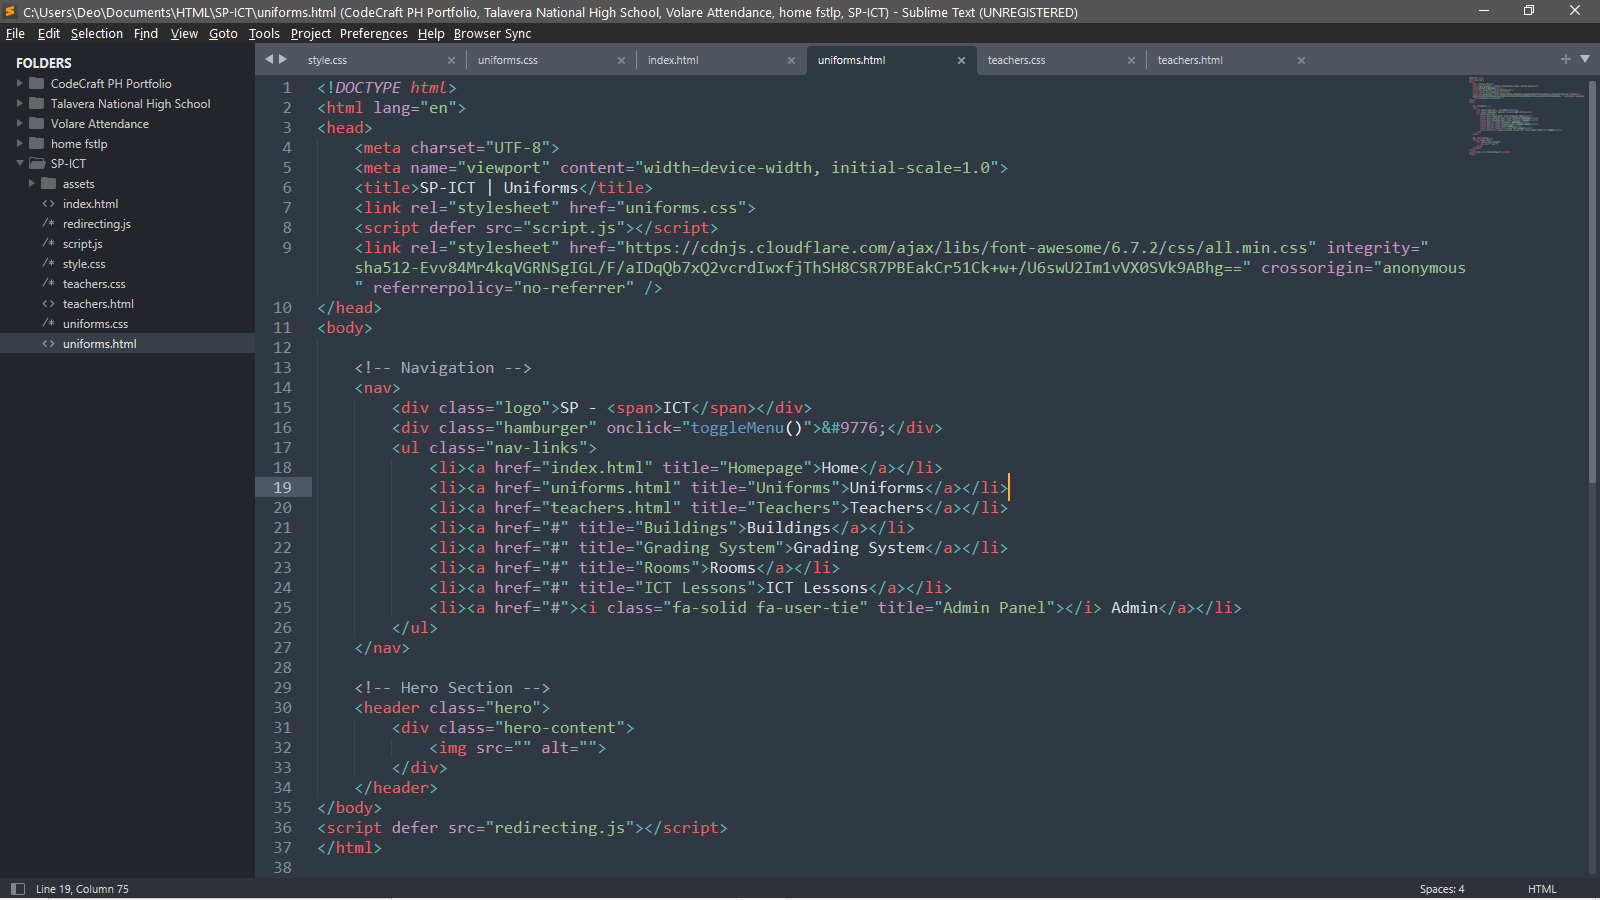 C:\Users\Deo\Documents\HTML\SP-ICT\uniforms.html (CodeCraft PH Portfolio, Talavera National High School, Volare Attendance, home fstlp, SP-ICT) - Sublime Text (UNREGISTERED)
File Edit Selection Find View Goto Tools Project Preferences Help Browser Sync
FOLDERS
CodeCraft PH Portfolio
Talavera National High School
Volare Attendance
home fstlp
SP-ICT
assets
<> index.html
/* redirecting.js
/* script.js
/* style.css
/* teachers.css
<> teachers.html
/* uniforms.css
<> uniforms.html
style.css × uniforms.css × index.html × uniforms.html × teachers.css × teachers.html ×
1 <!DOCTYPE html>
2 <html lang="en">
3 <head>
4 <meta charset="UTF-8">
5 <meta name="viewport" content="width=device-width, initial-scale=1.0">
6 <title>SP-ICT | Uniforms</title>
7 <link rel="stylesheet" href="uniforms.css">
8 <script defer src="script.js"></script>
9 <link rel="stylesheet" href="https://cdnjs.cloudflare.com/ajax/libs/font-awesome/6.7.2/css/all.min.css" integrity="
sha512-Evv84Mr4kqVGRNSgIGL/F/aIDqQb7xQ2vcrdIwxfjThSH8CSR7PBEakCr51Ck+w+/U6swU2Im1vVX0SVk9ABhg==" crossorigin="anonymous
" referrerpolicy="no-referrer" />
10 </head>
11 <body>
12
13 <!-- Navigation -->
14 <nav>
15 <div class="logo">SP - <span>ICT</span></div>
16 <div class="hamburger" onclick="toggleMenu()">&#9776;</div>
17 <ul class="nav-links">
18 <li><a href="index.html" title="Homepage">Home</a></li>
19 <li><a href="uniforms.html" title="Uniforms">Uniforms</a></li>
20 <li><a href="teachers.html" title="Teachers">Teachers</a></li>
21 <li><a href="#" title="Buildings">Buildings</a></li>
22 <li><a href="#" title="Grading System">Grading System</a></li>
23 <li><a href="#" title="Rooms">Rooms</a></li>
24 <li><a href="#" title="ICT Lessons">ICT Lessons</a></li>
25 <li><a href="#"><i class="fa-solid fa-user-tie" title="Admin Panel"></i> Admin</a></li>
26 </ul>
27 </nav>
28
29 <!-- Hero Section -->
30 <header class="hero">
31 <div class="hero-content">
32 <img src="" alt="">
33 </div>
34 </header>
35 </body>
36 <script defer src="redirecting.js"></script>
37 </html>
38
Line 19, Column 75
Spaces: 4
HTML